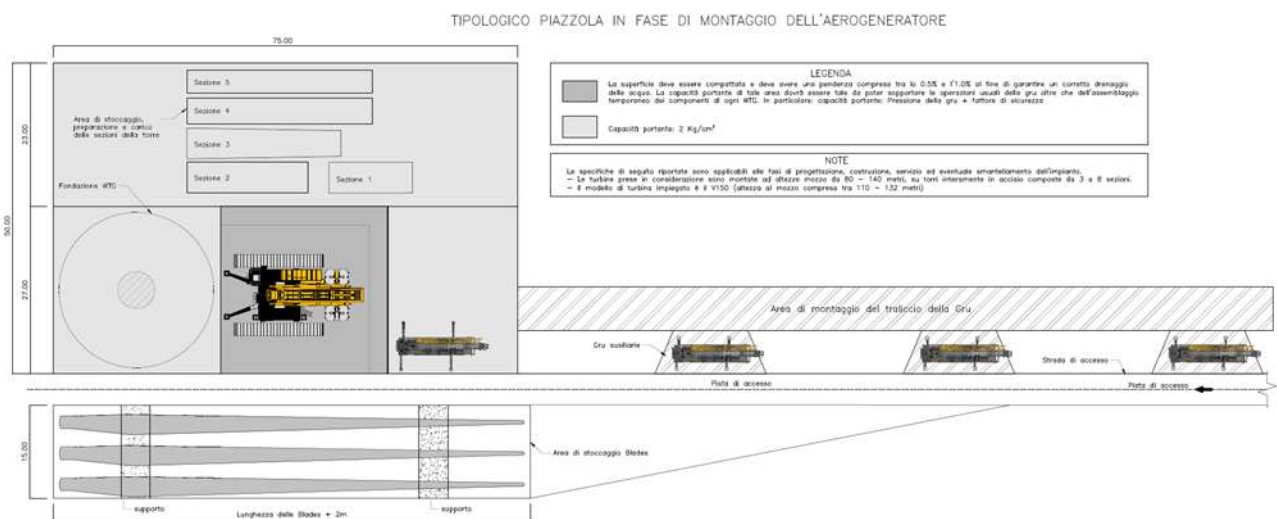 TIPOLOGICO PIAZZOLA IN FASE DI MONTAGGIO DELL'AEROGENERATORE
75.00
Sezione 5
Sezione 4
Sezione 3
Sezione 2
Sezione 1
Area di stoccaggio,
preparazione e carico
delle sezioni della torre
23.00
50.00
27.00
Fondazione WTG
LEGENDA
La superficie deve essere compattata e deve avere una pendenza compresa tra lo 0.5% e l'1.0% al fine di garantire un corretto drenaggio
delle acque. La capacità portante di tale area dovrà essere tale da poter sopportare le operazioni usuali della gru oltre che dell'assemblaggio
temporaneo dei componenti di ogni WTG. In particolare: capacità portante: Pressione della gru + fattore di sicurezza
Capacità portante: 2 Kg/cm²
NOTE
Le specifiche di seguito riportate sono applicabili alle fasi di progettazione, costruzione, servizio ed eventuale smantellamento dell'impianto.
– Le turbine prese in considerazione sono montate ad altezze mozzo da 80 – 140 metri, su torri interamente in acciaio composte da 3 a 6 sezioni.
– Il modello di turbina impiegato è il V150 (altezza al mozzo compresa tra 110 – 132 metri)
Area di montaggio del traliccio della Gru
Gru ausiliarie
Strada di accesso
Pista di accesso
Pista di accesso
15.00
Area di stoccaggio Blades
supporto
supporto
Lunghezza delle Blades + 2m